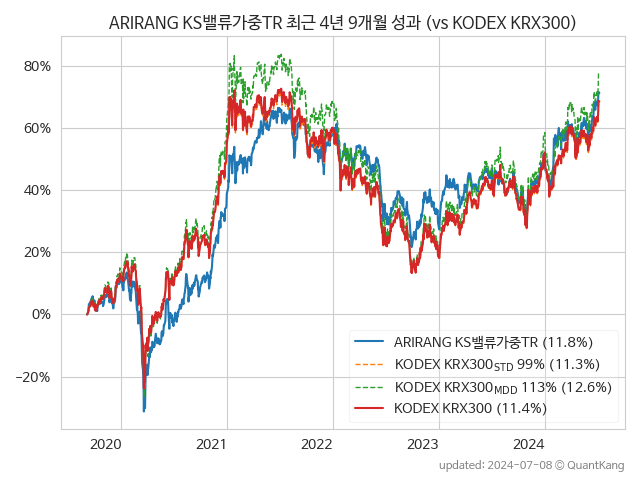 ARIRANG KS밸류가중TR 최근 4년 9개월 성과 (vs KODEX KRX300)
80%
60%
40%
20%
0%
−20%
ARIRANG KS밸류가중TR (11.8%)
KODEX KRX300STD 99% (11.3%)
KODEX KRX300MDD 113% (12.6%)
KODEX KRX300 (11.4%)
2020 2021 2022 2023 2024
updated: 2024-07-08 © QuantKang